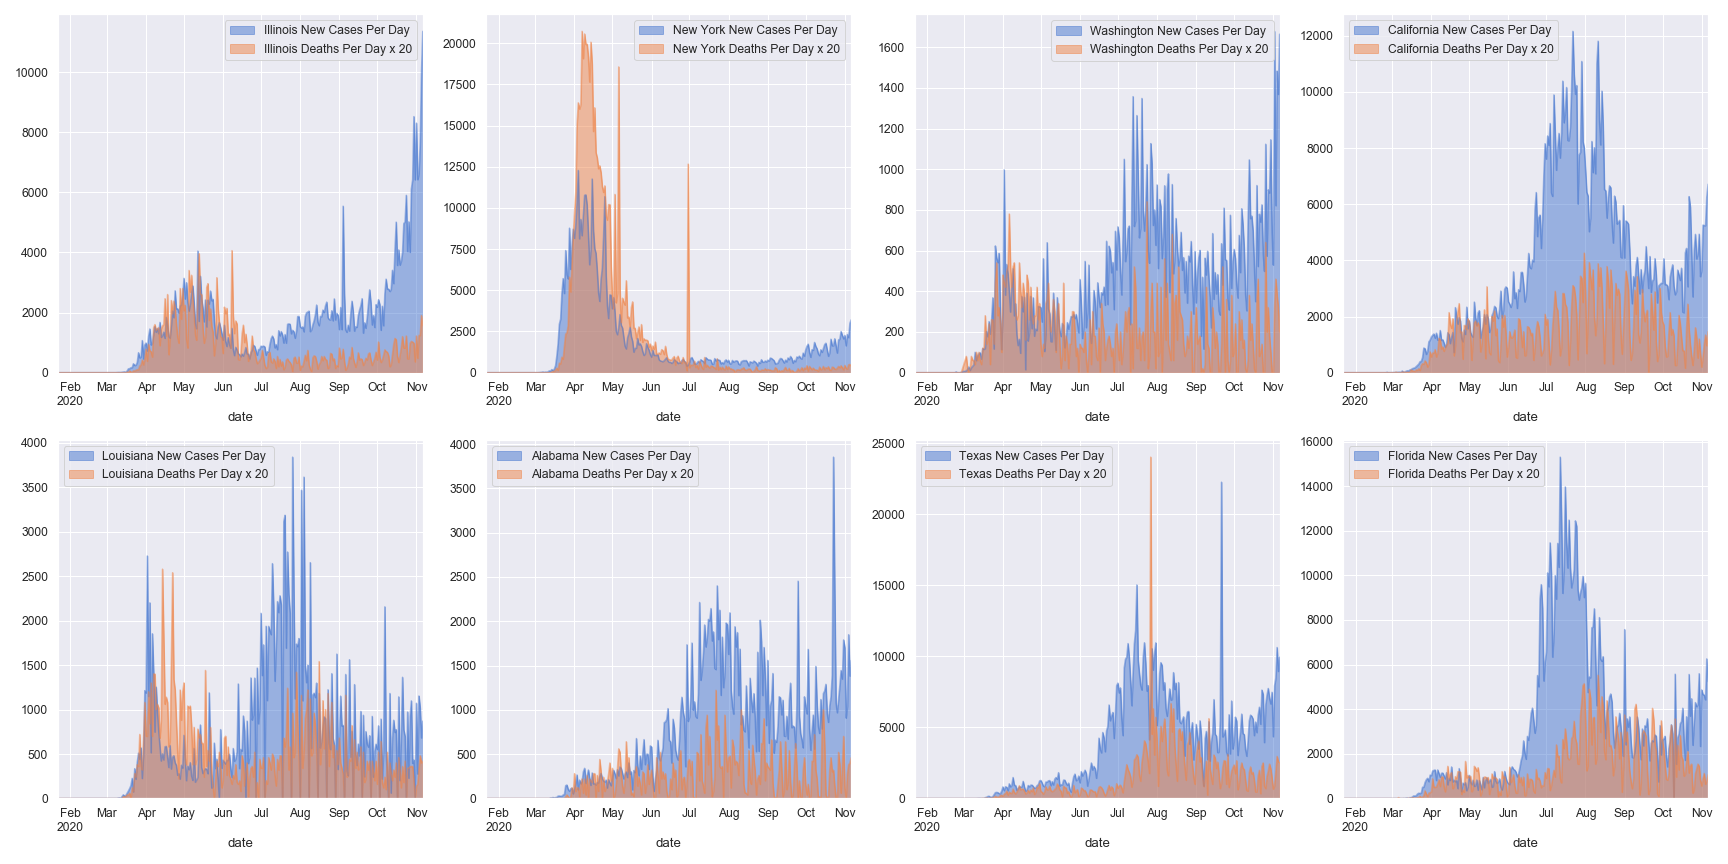 Illinois New Cases Per Day
Illinois Deaths Per Day x 20
10000
8000
6000
4000
2000
0
Feb Mar Apr May Jun Jul Aug Sep Oct Nov
2020
date
New York New Cases Per Day
New York Deaths Per Day x 20
20000
17500
15000
12500
10000
7500
5000
2500
0
Feb Mar Apr May Jun Jul Aug Sep Oct Nov
2020
date
Washington New Cases Per Day
Washington Deaths Per Day x 20
1600
1400
1200
1000
800
600
400
200
0
Feb Mar Apr May Jun Jul Aug Sep Oct Nov
2020
date
California New Cases Per Day
California Deaths Per Day x 20
12000
10000
8000
6000
4000
2000
0
Feb Mar Apr May Jun Jul Aug Sep Oct Nov
2020
date
Louisiana New Cases Per Day
Louisiana Deaths Per Day x 20
4000
3500
3000
2500
2000
1500
1000
500
0
Feb Mar Apr May Jun Jul Aug Sep Oct Nov
2020
date
Alabama New Cases Per Day
Alabama Deaths Per Day x 20
4000
3500
3000
2500
2000
1500
1000
500
0
Feb Mar Apr May Jun Jul Aug Sep Oct Nov
2020
date
Texas New Cases Per Day
Texas Deaths Per Day x 20
25000
20000
15000
10000
5000
0
Feb Mar Apr May Jun Jul Aug Sep Oct Nov
2020
date
Florida New Cases Per Day
Florida Deaths Per Day x 20
16000
14000
12000
10000
8000
6000
4000
2000
0
Feb Mar Apr May Jun Jul Aug Sep Oct Nov
2020
date